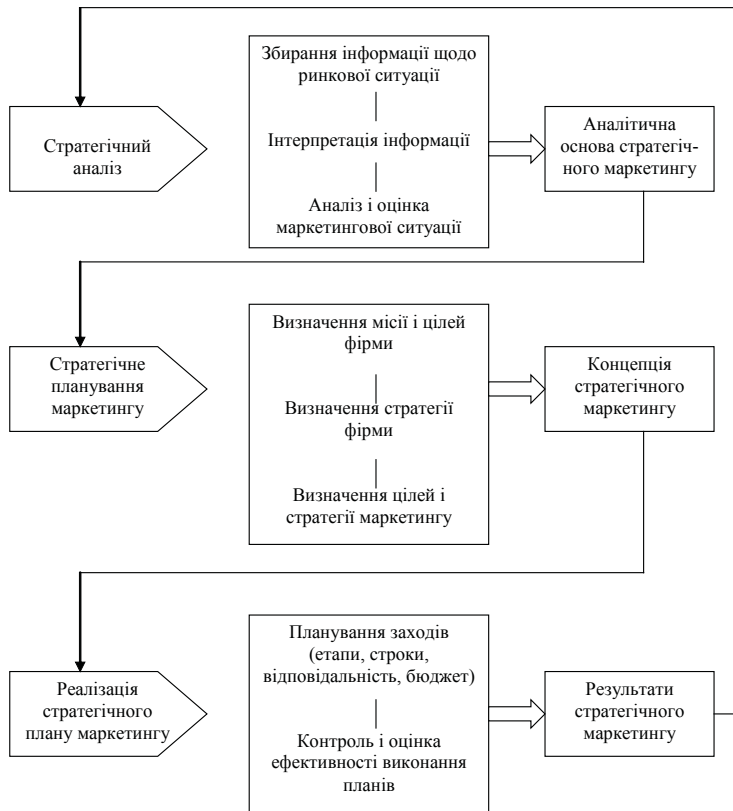 Стратегічний
аналіз
Збирання інформації щодо
ринкової ситуації
Інтерпретація інформації
Аналіз і оцінка
маркетингової ситуації
Аналітична
основа стратегіч-
ного маркетингу
Стратегічне
планування
маркетингу
Визначення місії і цілей
фірми
Визначення стратегії
фірми
Визначення цілей і
стратегії маркетингу
Концепція
стратегічного
маркетингу
Реалізація
стратегічного
плану маркетингу
Планування заходів
(етапи, строки,
відповідальність, бюджет)
Контроль і оцінка
ефективності виконання
планів
Результати
стратегічного
маркетингу